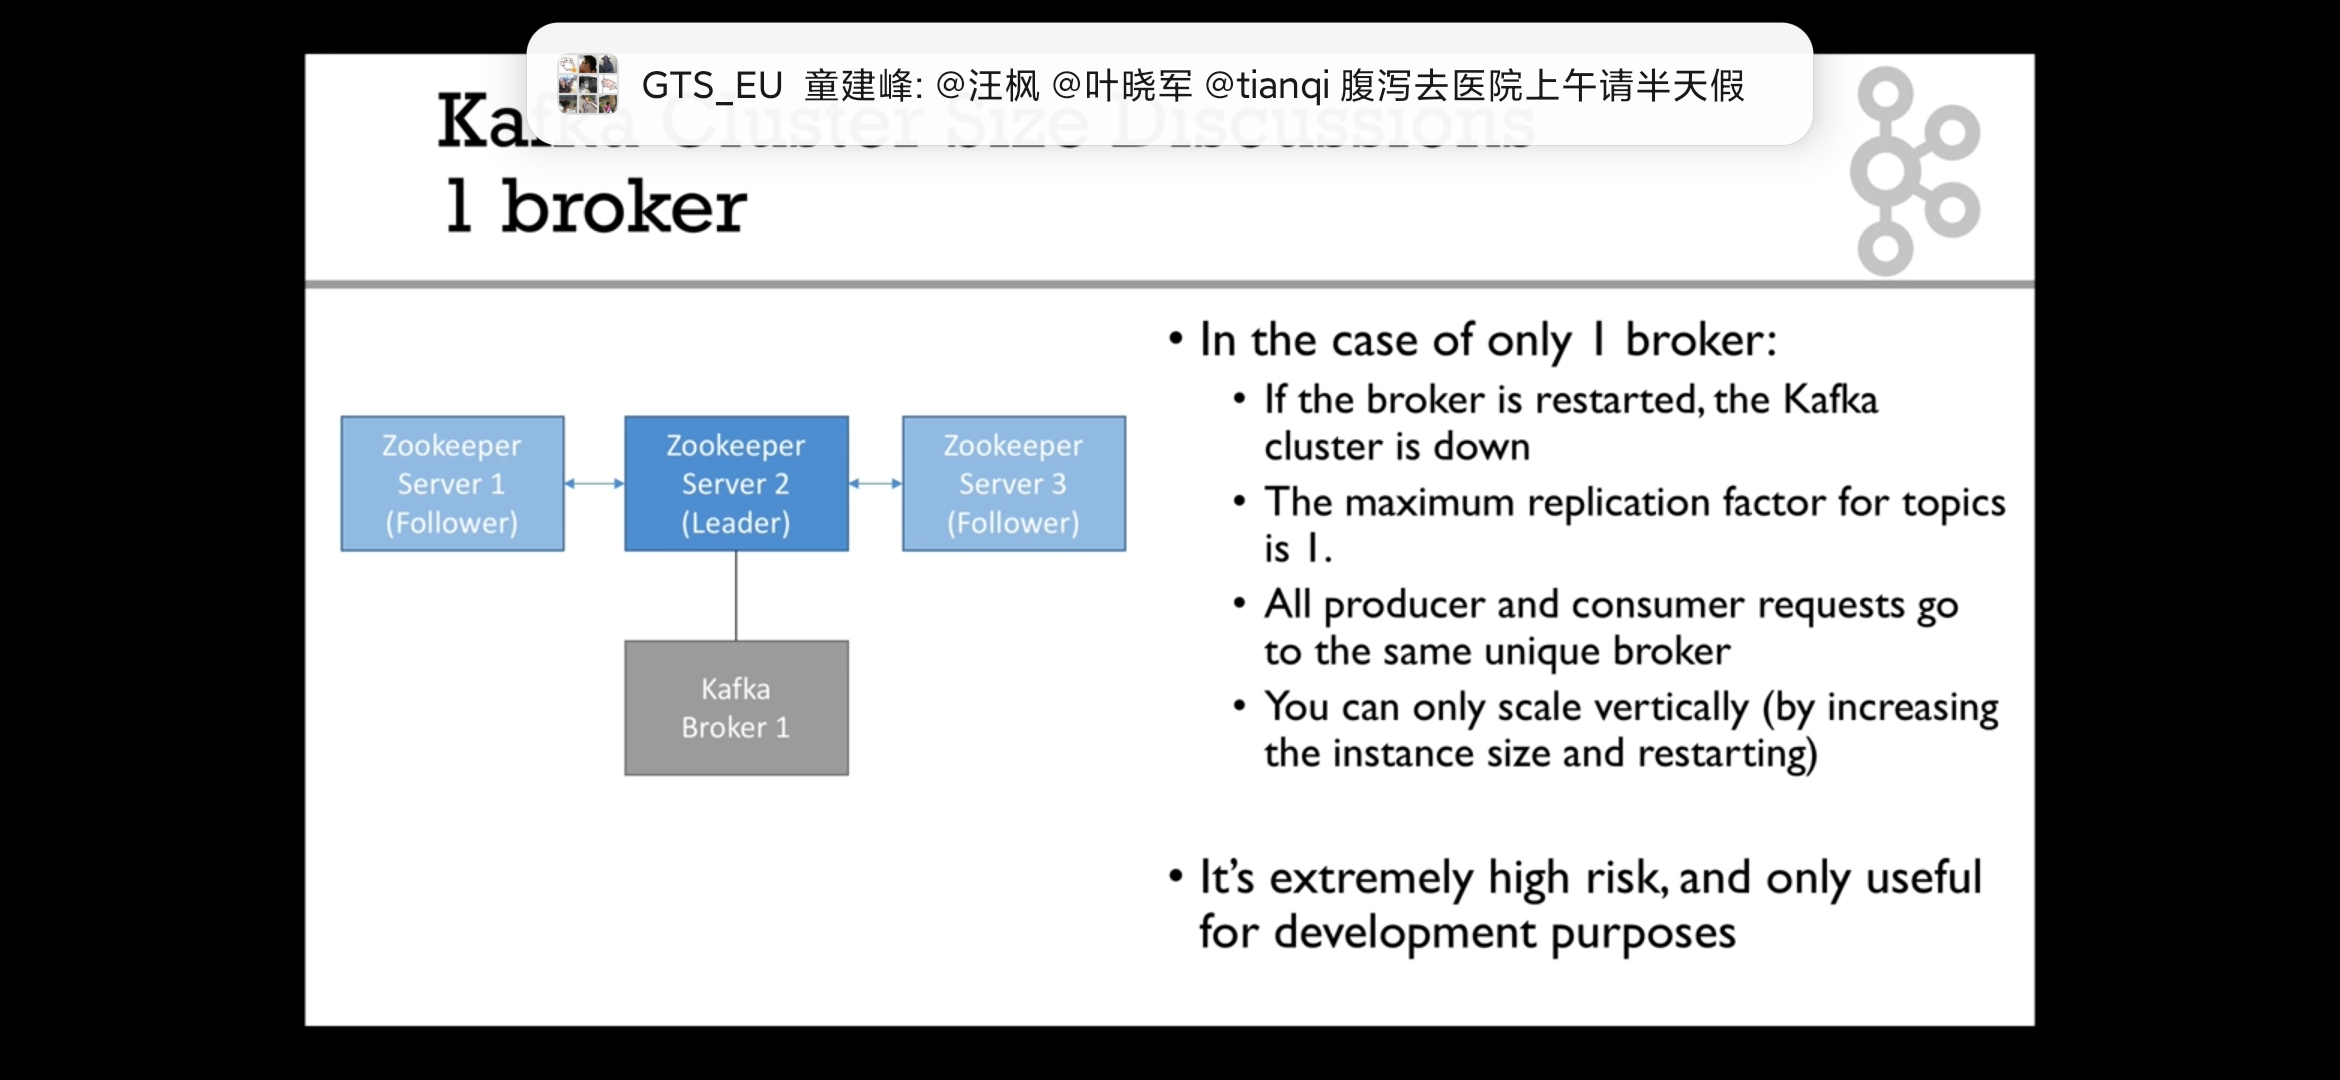 GTS_EU 童建峰: @汪枫 @叶晓军 @tianqi 腹泻去医院上午请半天假
Kafka Cluster Size Discussions
1 broker
Zookeeper
Server 1
(Follower)
Zookeeper
Server 2
(Leader)
Zookeeper
Server 3
(Follower)
Kafka
Broker 1
• In the case of only 1 broker:
• If the broker is restarted, the Kafka
cluster is down
• The maximum replication factor for topics
is 1.
• All producer and consumer requests go
to the same unique broker
• You can only scale vertically (by increasing
the instance size and restarting)
• It’s extremely high risk, and only useful
for development purposes